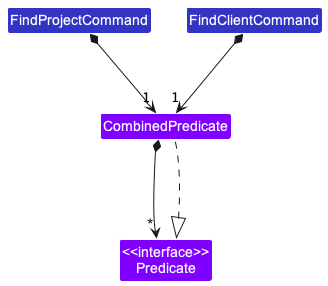 FindProjectCommand
FindClientCommand
1
1
CombinedPredicate
*
<<interface>>
Predicate